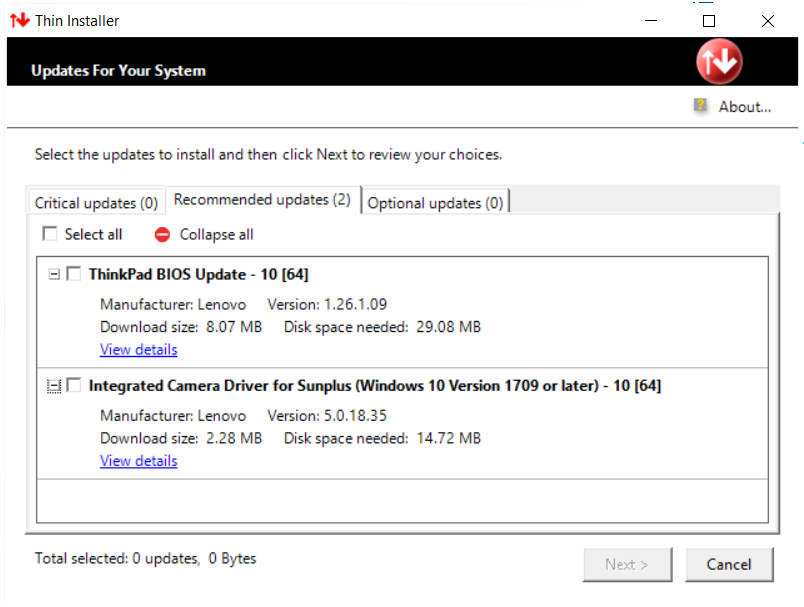 Thin Installer
Updates For Your System
About...
Select the updates to install and then click Next to review your choices.
Critical updates (0) Recommended updates (2) Optional updates (0)
Select all Collapse all
ThinkPad BIOS Update - 10 [64]
Manufacturer: Lenovo Version: 1.26.1.09
Download size: 8.07 MB Disk space needed: 29.08 MB
View details
Integrated Camera Driver for Sunplus (Windows 10 Version 1709 or later) - 10 [64]
Manufacturer: Lenovo Version: 5.0.18.35
Download size: 2.28 MB Disk space needed: 14.72 MB
View details
Total selected: 0 updates, 0 Bytes
Next > Cancel